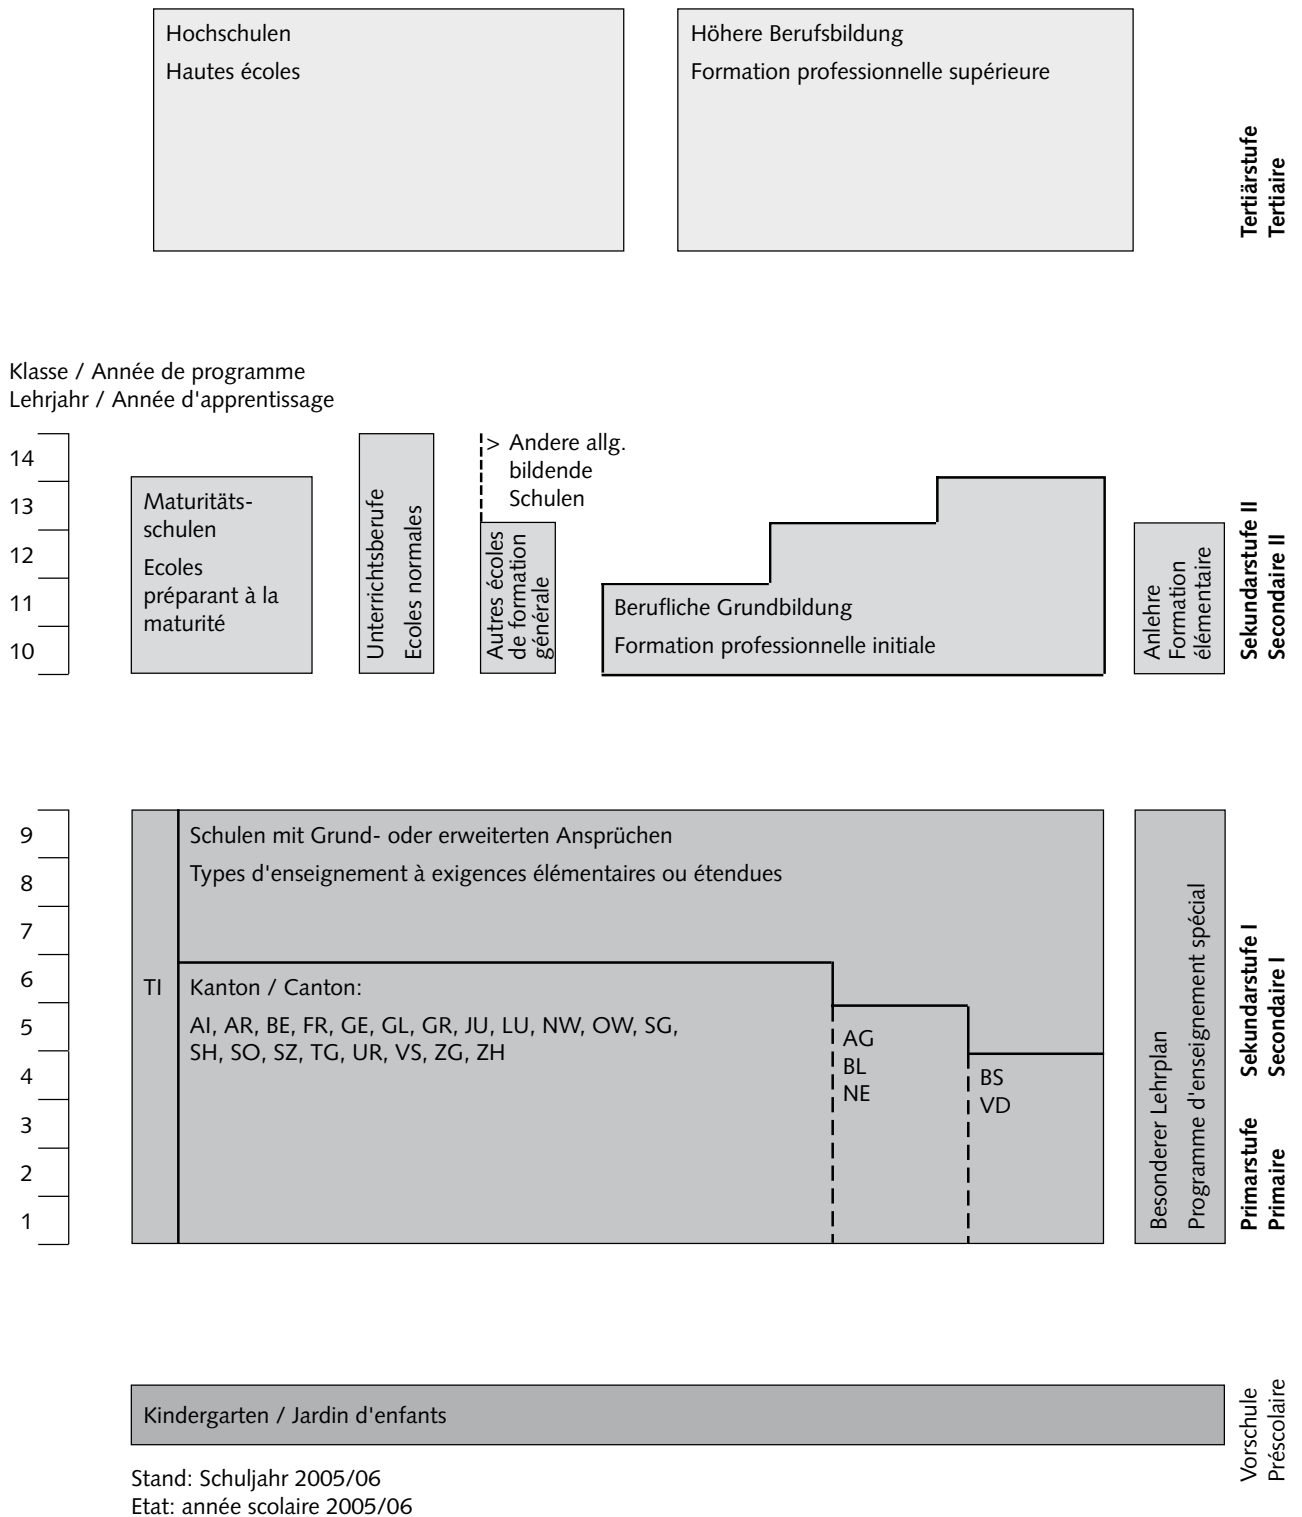 Hochschulen
Hautes écoles
Höhere Berufsbildung
Formation professionnelle supérieure
Tertiärstufe
Tertiaire
Klasse / Année de programme
Lehrjahr / Année d'apprentissage
14
13
12
11
10
Maturitäts-
schulen
Ecoles
préparant à la
maturité
Unterrichtsberufe
Ecoles normales
> Andere allg.
bildende
Schulen
Autres écoles
de formation
générale
Berufliche Grundbildung
Formation professionnelle initiale
Anlehre
Formation
élémentaire
Sekundarstufe II
Secondaire II
9
8
7
6
5
4
3
2
1
TI
Schulen mit Grund- oder erweiterten Ansprüchen
Types d'enseignement à exigences élémentaires ou étendues
Kanton / Canton:
AI, AR, BE, FR, GE, GL, GR, JU, LU, NW, OW, SG,
SH, SO, SZ, TG, UR, VS, ZG, ZH
AG
BL
NE
BS
VD
Besonderer Lehrplan
Programme d'enseignement spécial
Sekundarstufe I
Secondaire I
Primarstufe
Primaire
Kindergarten / Jardin d'enfants
Vorschule
Préscolaire
Stand: Schuljahr 2005/06
Etat: année scolaire 2005/06